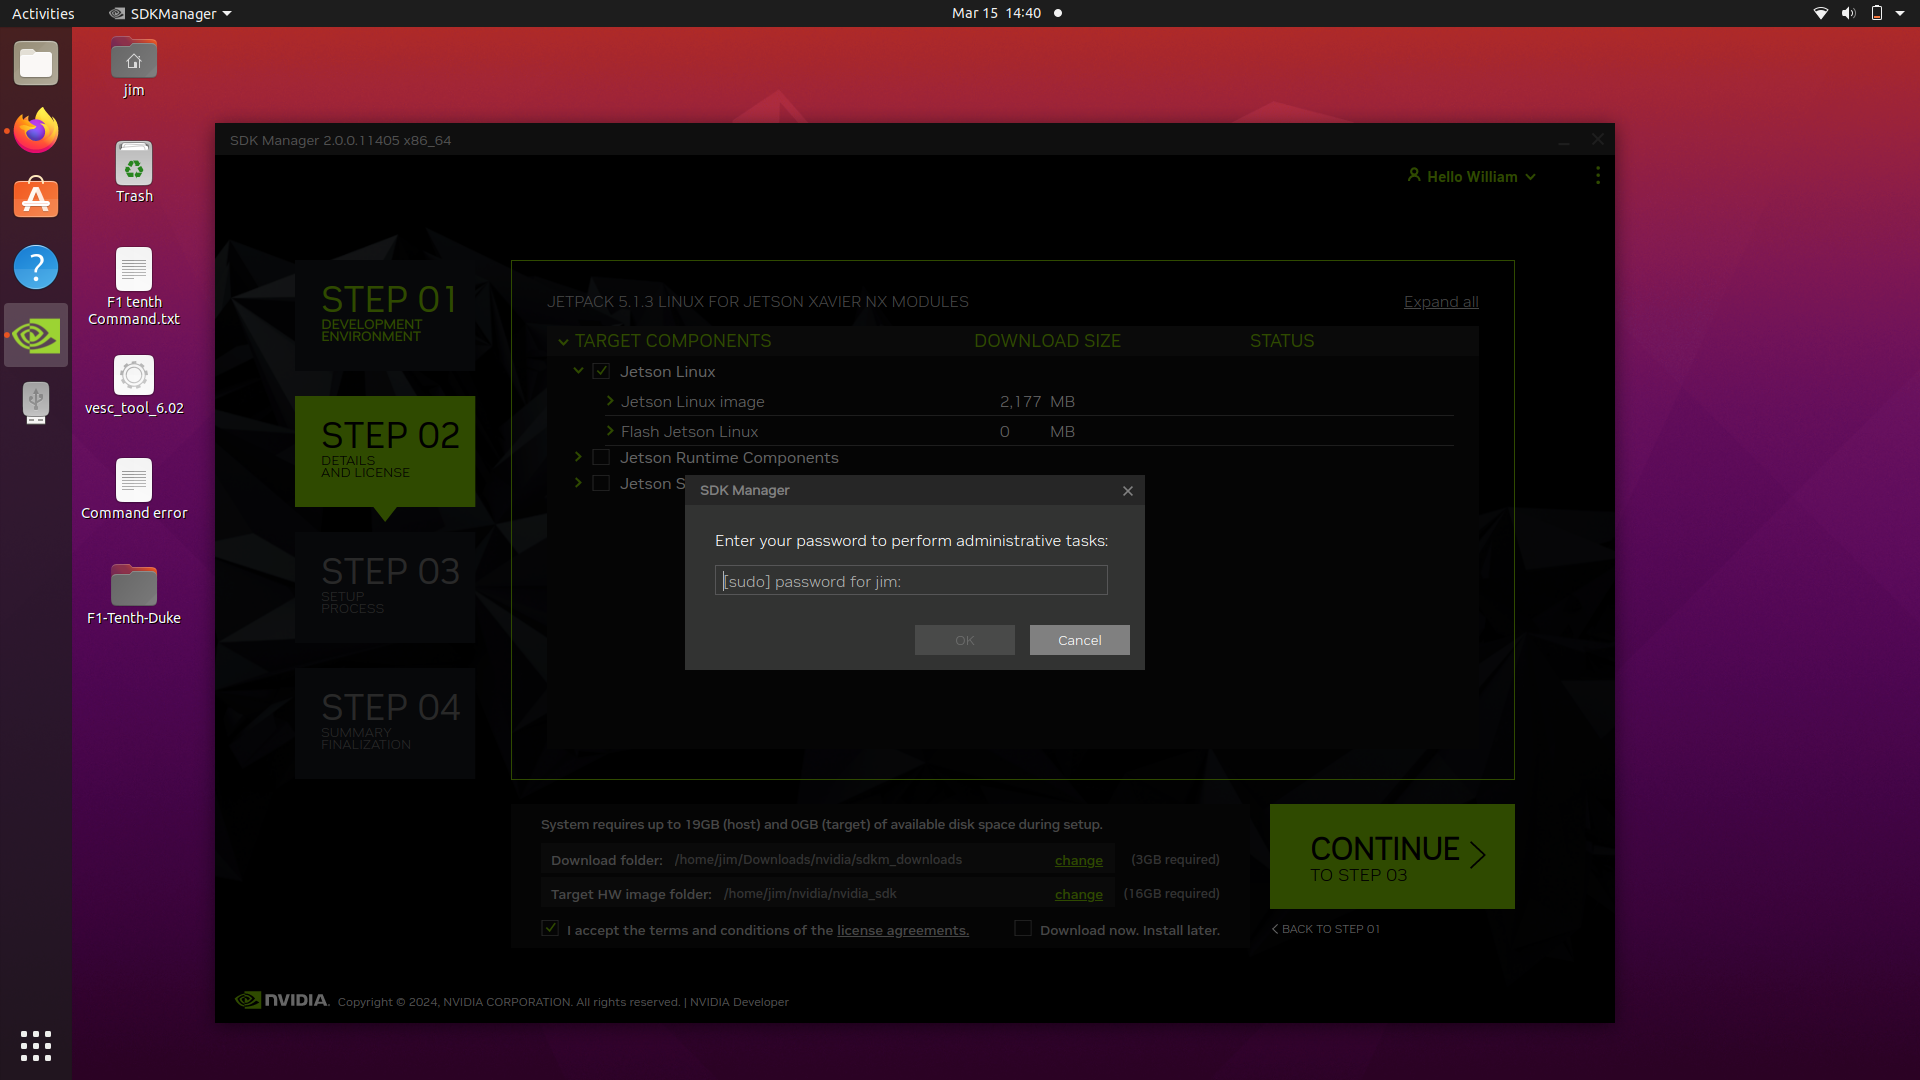 Activities
SDKManager
Mar 15 14:40
jim
Trash
F1 tenth
Command.txt
vesc_tool_6.02
Command error
F1-Tenth-Duke
SDK Manager 2.0.0.11405 x86_64
Hello William
STEP 01
DEVELOPMENT
ENVIRONMENT
STEP 02
DETAILS
AND LICENSE
STEP 03
SETUP
PROCESS
STEP 04
SUMMARY
FINALIZATION
JETPACK 5.1.3 LINUX FOR JETSON XAVIER NX MODULES
Expand all
TARGET COMPONENTS DOWNLOAD SIZE STATUS
Jetson Linux
Jetson Linux image 2,177 MB
Flash Jetson Linux 0 MB
Jetson Runtime Components
Jetson S
SDK Manager
Enter your password to perform administrative tasks:
[sudo] password for jim:
OK
Cancel
System requires up to 19GB (host) and 0GB (target) of available disk space during setup.
Download folder: /home/jim/Downloads/nvidia/sdkm_downloads change (3GB required)
Target HW image folder: /home/jim/nvidia/nvidia_sdk change (16GB required)
I accept the terms and conditions of the license agreements.
Download now. Install later.
CONTINUE
TO STEP 03
BACK TO STEP 01
NVIDIA. Copyright © 2024, NVIDIA CORPORATION. All rights reserved. | NVIDIA Developer